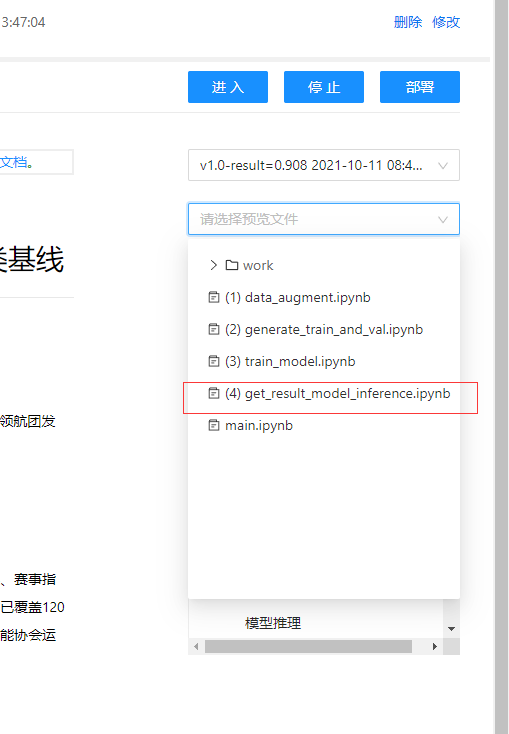 3:47:04
删除 修改
进 入 停 止 部署
文档。
v1.0-result=0.908 2021-10-11 08:4...
请选择预览文件
类基线
work
(1) data_augment.ipynb
(2) generate_train_and_val.ipynb
(3) train_model.ipynb
(4) get_result_model_inference.ipynb
领航团发
main.ipynb
、赛事指
已覆盖120
模型推理
能协会运